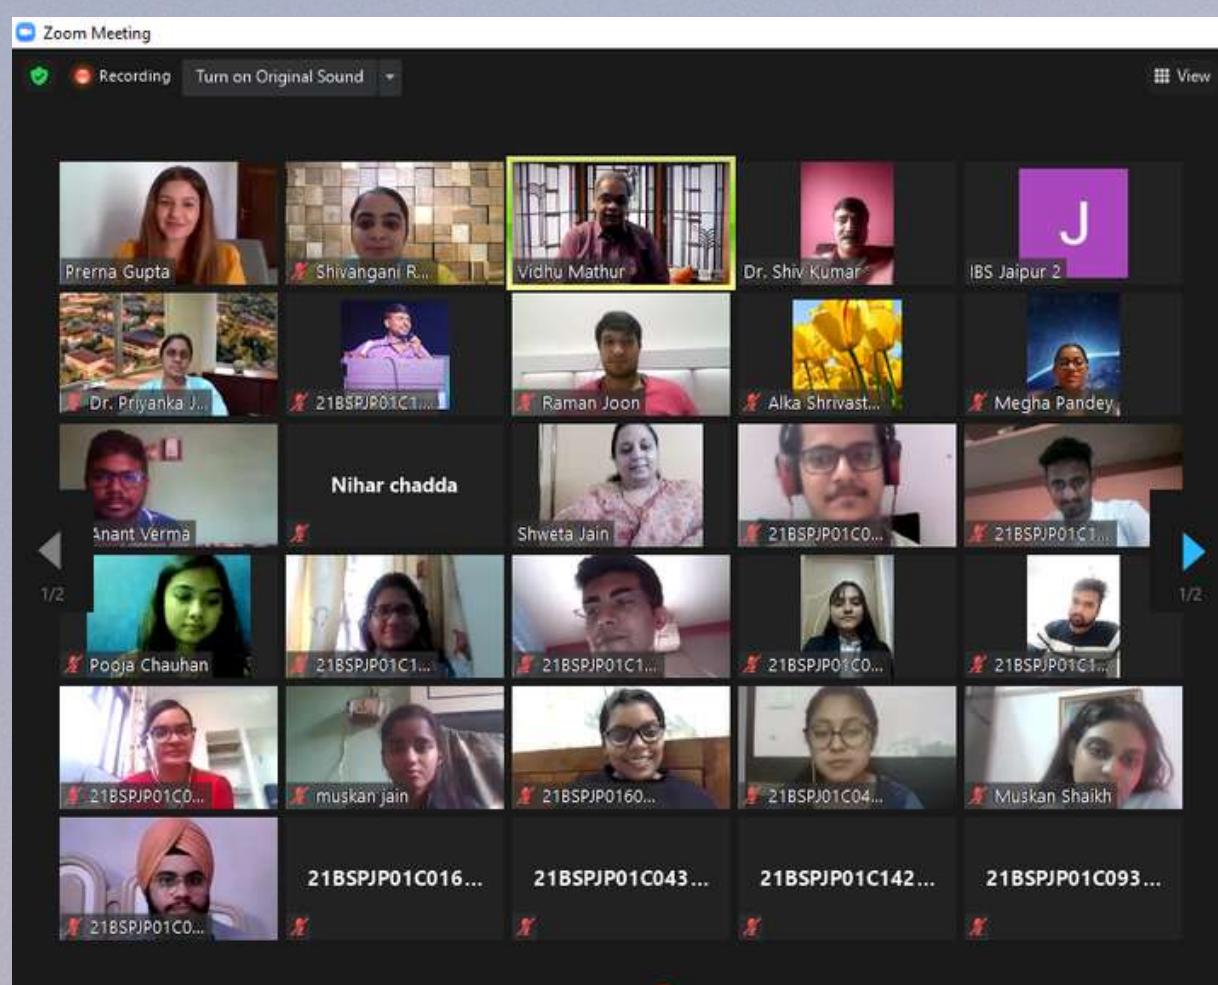 Zoom Meeting
Recording
Turn on Original Sound
View
Prerna Gupta
Shivangani R...
Vidhu Mathur
Dr. Shiv Kumar
J
IBS Jaipur 2
Dr. Priyanka J...
21BSPJP01C1...
Raman Joon
Alka Shrivast...
Megha Pandey
Anant Verma
Nihar chadda
Shweta Jain
21BSPJP01C0...
21BSPJP01C1...
1/2
1/2
Pooja Chauhan
21BSPJP01C1...
21BSPJP01C1...
21BSPJP01C0...
21BSPJP01C1...
21BSPJP01C0...
muskan jain
21BSPJP0160...
21BSPJ01C04...
Muskan Shaikh
21BSPJP01C0...
21BSPJP01C016...
21BSPJP01C043...
21BSPJP01C142...
21BSPJP01C093...